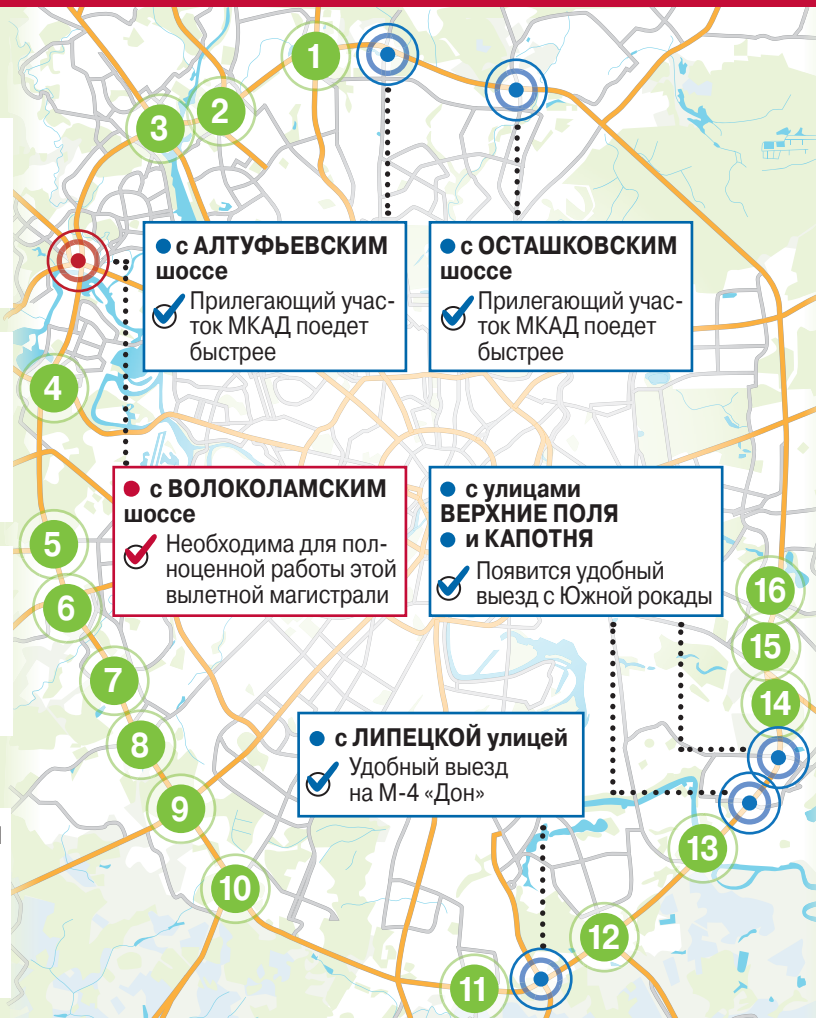 1
2
3
с АЛТУФЬЕВСКИМ
шоссе
Прилегающий учас-
ток МКАД поедет
быстрее
с ОСТАШКОВСКИМ
шоссе
Прилегающий учас-
ток МКАД поедет
быстрее
4
с ВОЛОКОЛАМСКИМ
шоссе
Необходима для пол-
ноценной работы этой
вылетной магистрали
с улицами
ВЕРХНИЕ ПОЛЯ
и КАПОТНЯ
Появится удобный
выезд с Южной рокады
5
6
7
8
9
10
16
15
14
с ЛИПЕЦКОЙ улицей
Удобный выезд
на М-4 «Дон»
13
12
11